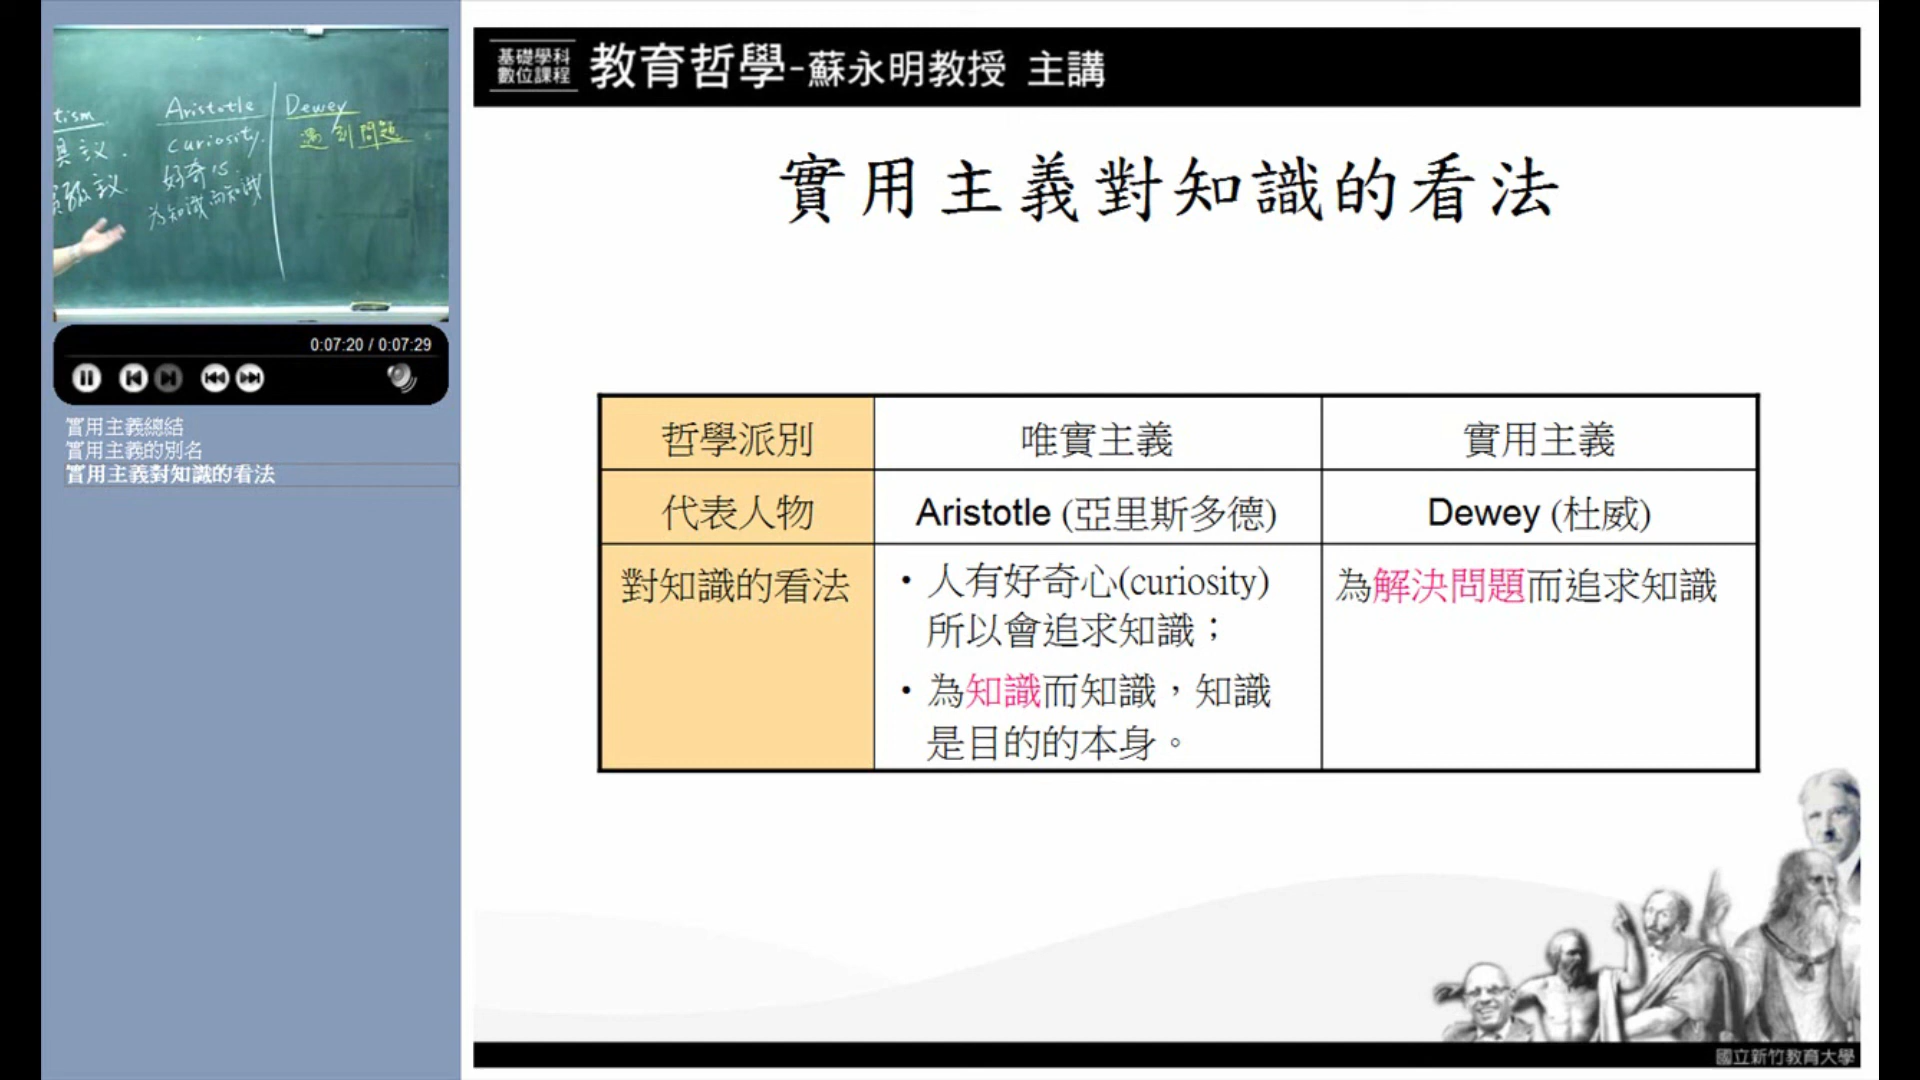 基礎學科
數位課程
教育哲學-蘇永明教授 主講
tism
Aristotle
Dewey
curiosity
遇到問題
好奇心
為知識而知識
0:07:20 / 0:07:29
實用主義總結
實用主義的別名
實用主義對知識的看法
實用主義對知識的看法
哲學派別
唯實主義
實用主義
代表人物
Aristotle (亞里斯多德)
Dewey (杜威)
對知識的看法
• 人有好奇心(curiosity)
所以會追求知識；
• 為知識而知識，知識
是目的的本身。
為解決問題而追求知識
國立新竹教育大學